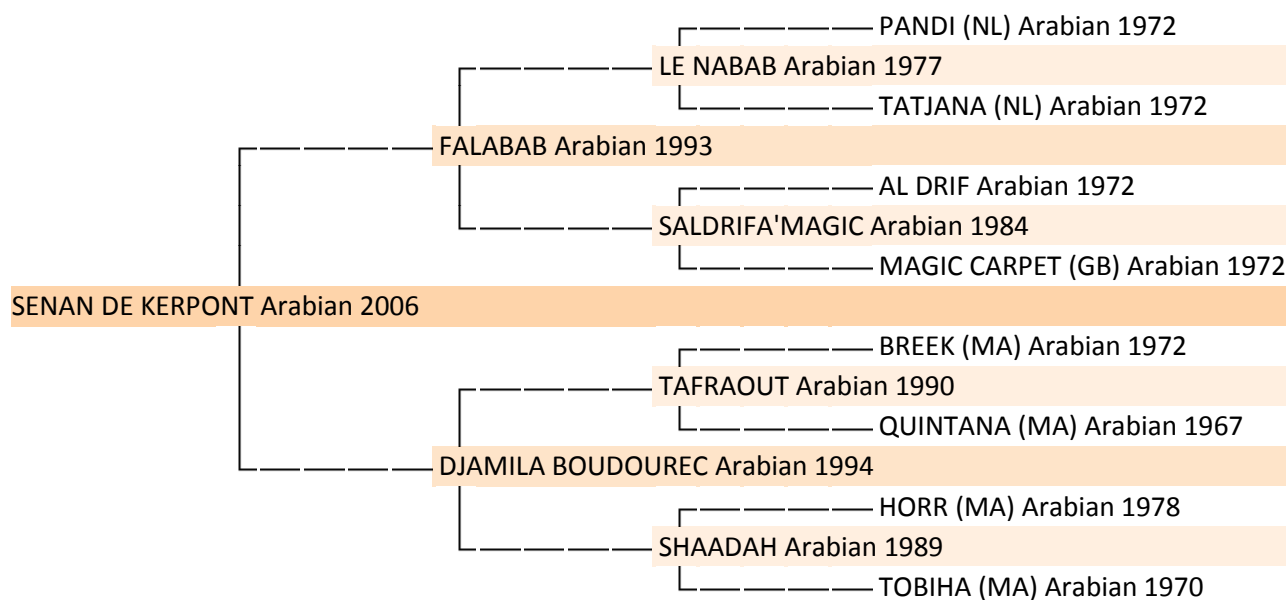 PANDI (NL) Arabian 1972
LE NABAB Arabian 1977
TATJANA (NL) Arabian 1972
FALABAB Arabian 1993
AL DRIF Arabian 1972
SALDRIFA'MAGIC Arabian 1984
MAGIC CARPET (GB) Arabian 1972
SENAN DE KERPONT Arabian 2006
BREEK (MA) Arabian 1972
TAFRAOUT Arabian 1990
QUINTANA (MA) Arabian 1967
DJAMILA BOUDOUREC Arabian 1994
HORR (MA) Arabian 1978
SHAADAH Arabian 1989
TOBIHA (MA) Arabian 1970